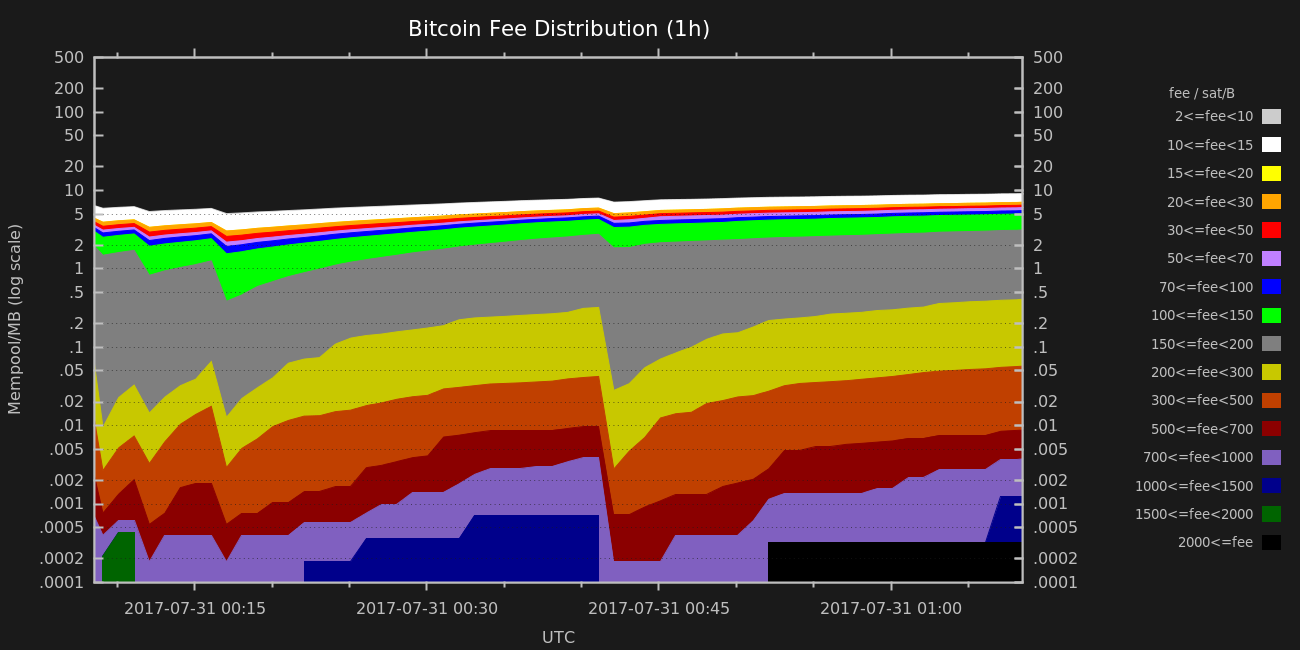 Bitcoin Fee Distribution (1h)
Mempool/MB (log scale)
500
200
100
50
20
10
5
2
1
.5
.2
.1
.05
.02
.01
.005
.002
.001
.0005
.0002
.0001
500
200
100
50
20
10
5
2
1
.5
.2
.1
.05
.02
.01
.005
.002
.001
.0005
.0002
.0001
2017-07-31 00:15
2017-07-31 00:30
2017-07-31 00:45
2017-07-31 01:00
UTC
fee / sat/B
2<=fee<10
10<=fee<15
15<=fee<20
20<=fee<30
30<=fee<50
50<=fee<70
70<=fee<100
100<=fee<150
150<=fee<200
200<=fee<300
300<=fee<500
500<=fee<700
700<=fee<1000
1000<=fee<1500
1500<=fee<2000
2000<=fee